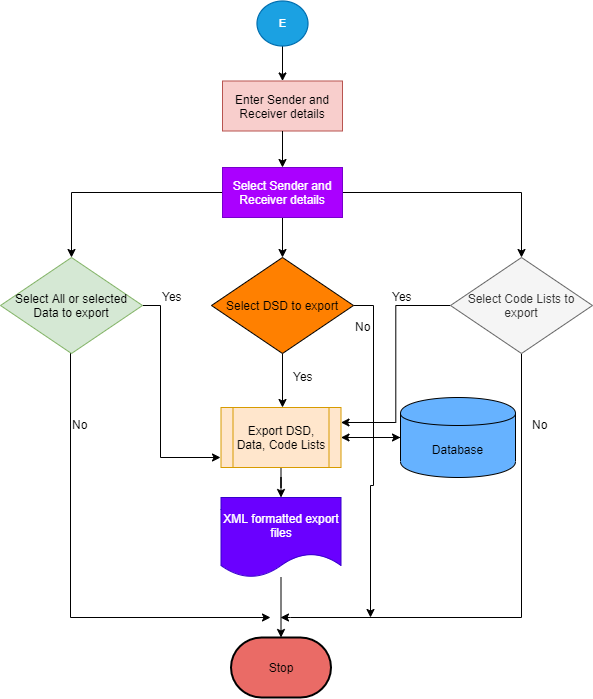 E
Enter Sender and
Receiver details
Select Sender and
Receiver details
Select All or selected
Data to export
Yes
Select DSD to export
No
Yes
Select Code Lists to
export
Yes
No
Export DSD,
Data, Code Lists
Database
No
XML formatted export
files
Stop